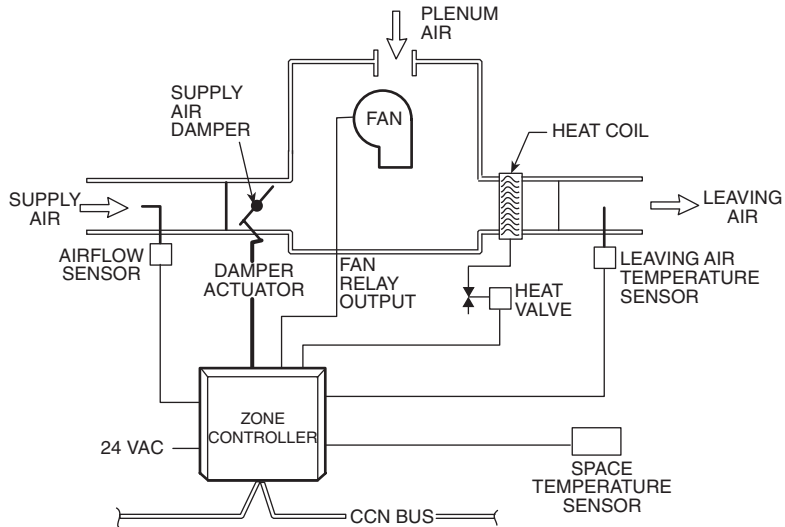 PLENUM
AIR
SUPPLY
AIR
DAMPER
FAN
HEAT COIL
SUPPLY
AIR
LEAVING
AIR
AIRFLOW
SENSOR
DAMPER
ACTUATOR
FAN
RELAY
OUTPUT
HEAT
VALVE
LEAVING AIR
TEMPERATURE
SENSOR
ZONE
CONTROLLER
24 VAC
SPACE
TEMPERATURE
SENSOR
CCN BUS